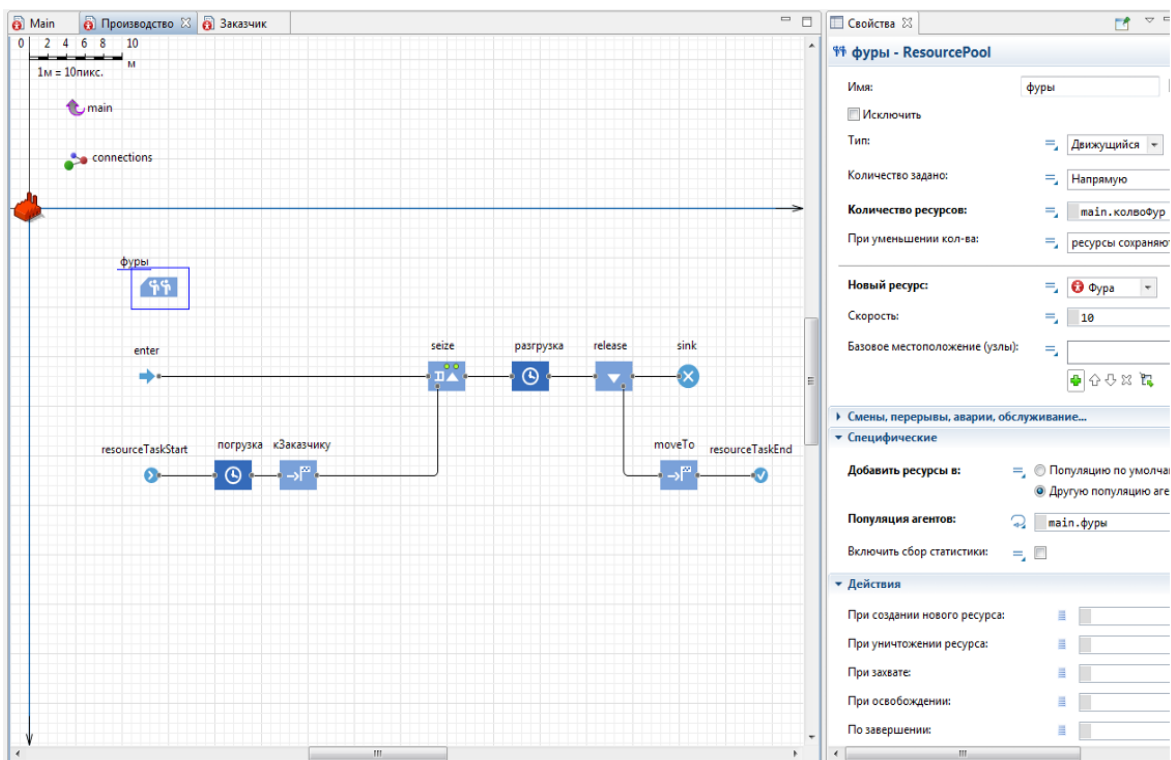 Main
Производство
Заказчик
0 2 4 6 8 10
м
1м = 10пикс.
main
connections
фуры
enter
seize
разгрузка
release
sink
resourceTaskStart
погрузка
кЗаказчику
moveTo
resourceTaskEnd
Свойства
фуры - ResourcePool
Имя: фуры
Исключить
Тип: Движущийся
Количество задано: Напрямую
Количество ресурсов: main.колвоФур
При уменьшении кол-ва: ресурсы сохраняют
Новый ресурс: Фура
Скорость: 10
Базовое местоположение (узлы):
Смены, перерывы, аварии, обслуживание...
Специфические
Добавить ресурсы в: Популяцию по умолча
Другую популяцию аге
Популяция агентов: main.фуры
Включить сбор статистики:
Действия
При создании нового ресурса:
При уничтожении ресурса:
При захвате:
При освобождении:
По завершении: